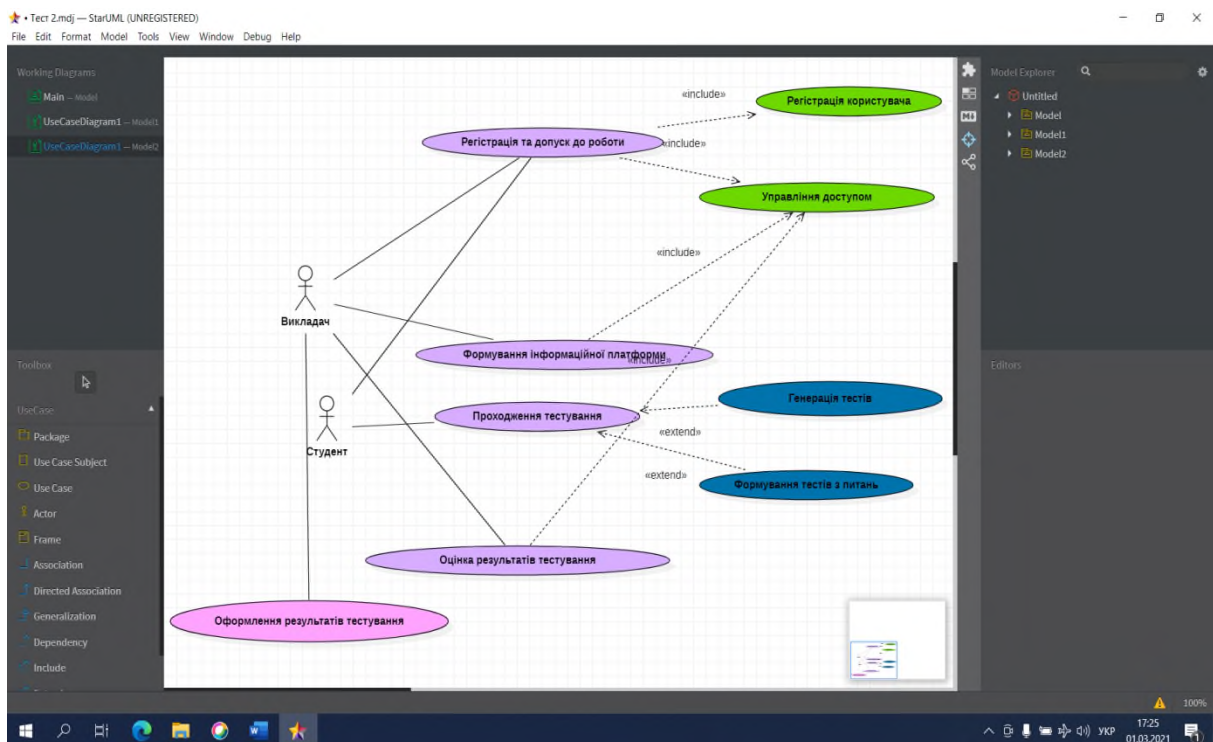 • Тест 2.mdj — StarUML (UNREGISTERED)
File Edit Format Model Tools View Window Debug Help
Working Diagrams
Main — Model
UseCaseDiagram1 — Model1
UseCaseDiagram1 — Model2
Toolbox
UseCase
Package
Use Case Subject
Use Case
Actor
Frame
Association
Directed Association
Generalization
Dependency
Include
«include»
Регістрація користувача
Регістрація та допуск до роботи
«include»
Управління доступом
«include»
Викладач
Формування інформаційної платформи
«include»
Генерація тестів
Проходження тестування
«extend»
Студент
«extend»
Формування тестів з питань
Оцінка результатів тестування
Оформлення результатів тестування
Model Explorer
Untitled
Model
Model1
Model2
Editors
100%
УКР
17:25
01.03.2021